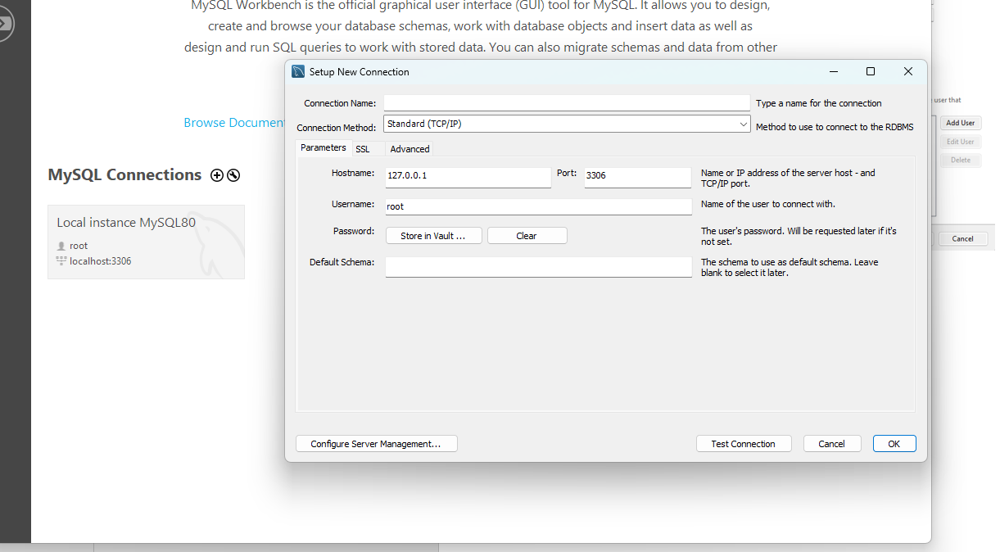 MySQL Workbench is the official graphical user interface (GUI) tool for MySQL. It allows you to design,
create and browse your database schemas, work with database objects and insert data as well as
design and run SQL queries to work with stored data. You can also migrate schemas and data from other
Setup New Connection
Connection Name:
Type a name for the connection
Connection Method:
Standard (TCP/IP)
Method to use to connect to the RDBMS
Parameters
SSL
Advanced
Hostname:
127.0.0.1
Port:
3306
Name or IP address of the server host - and
TCP/IP port.
Username:
root
Name of the user to connect with.
Password:
Store in Vault ...
Clear
The user's password. Will be requested later if it's
not set.
Default Schema:
The schema to use as default schema. Leave
blank to select it later.
Configure Server Management...
Test Connection
Cancel
OK
Browse Document
MySQL Connections
Local instance MySQL80
root
localhost:3306
user that
Add User
Edit User
Delete
Cancel